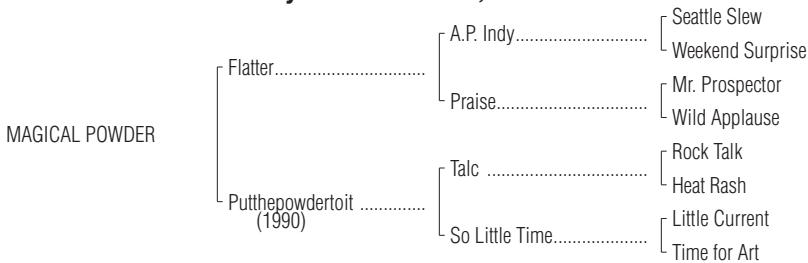 Seattle Slew
A.P. Indy..............................
Weekend Surprise
Flatter...................................
Mr. Prospector
Praise...................................
Wild Applause
MAGICAL POWDER
Rock Talk
Talc .....................................
Heat Rash
Putthepowdertoit ...............
(1990)
Little Current
So Little Time......................
Time for Art